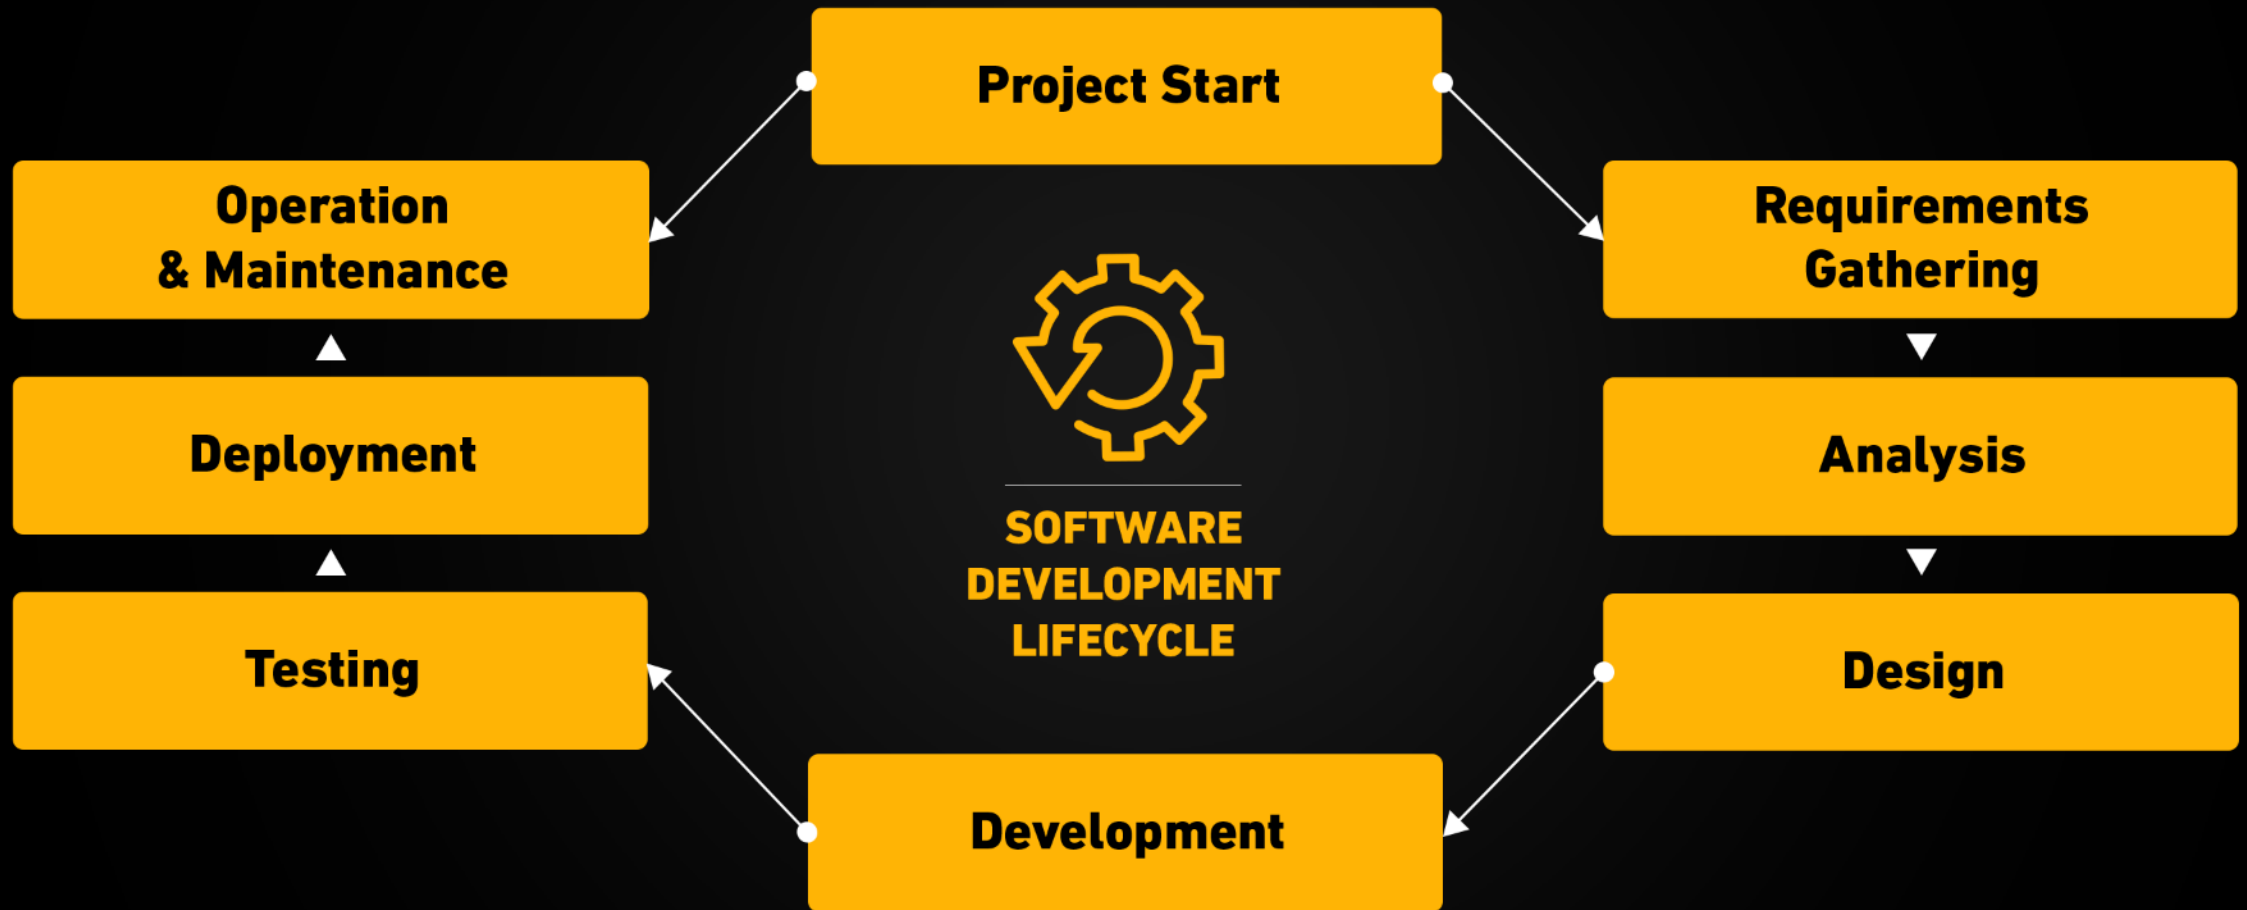 Project Start
Operation
& Maintenance
Requirements
Gathering
Deployment
Analysis
SOFTWARE
DEVELOPMENT
LIFECYCLE
Testing
Design
Development